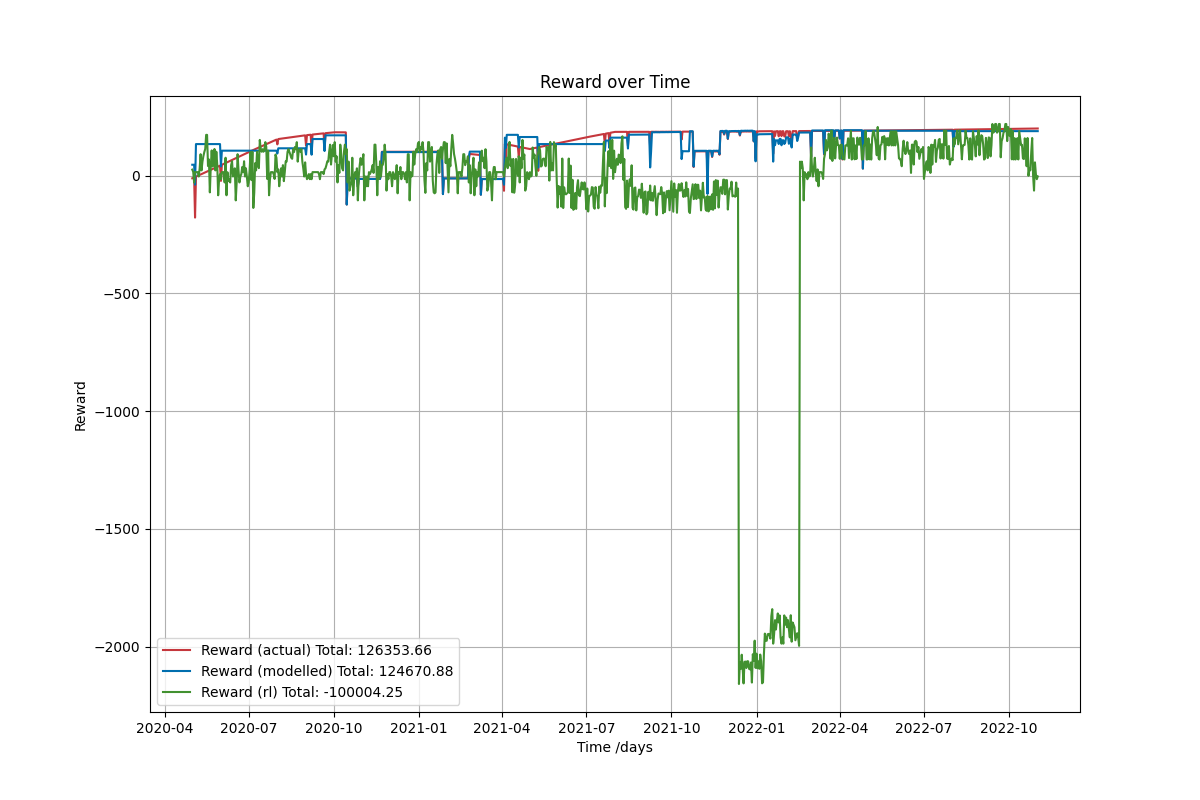 Reward over Time
Reward
0
−500
−1000
−1500
−2000
Reward (actual) Total: 126353.66
Reward (modelled) Total: 124670.88
Reward (rl) Total: -100004.25
2020-04 2020-07 2020-10 2021-01 2021-04 2021-07 2021-10 2022-01 2022-04 2022-07 2022-10
Time /days